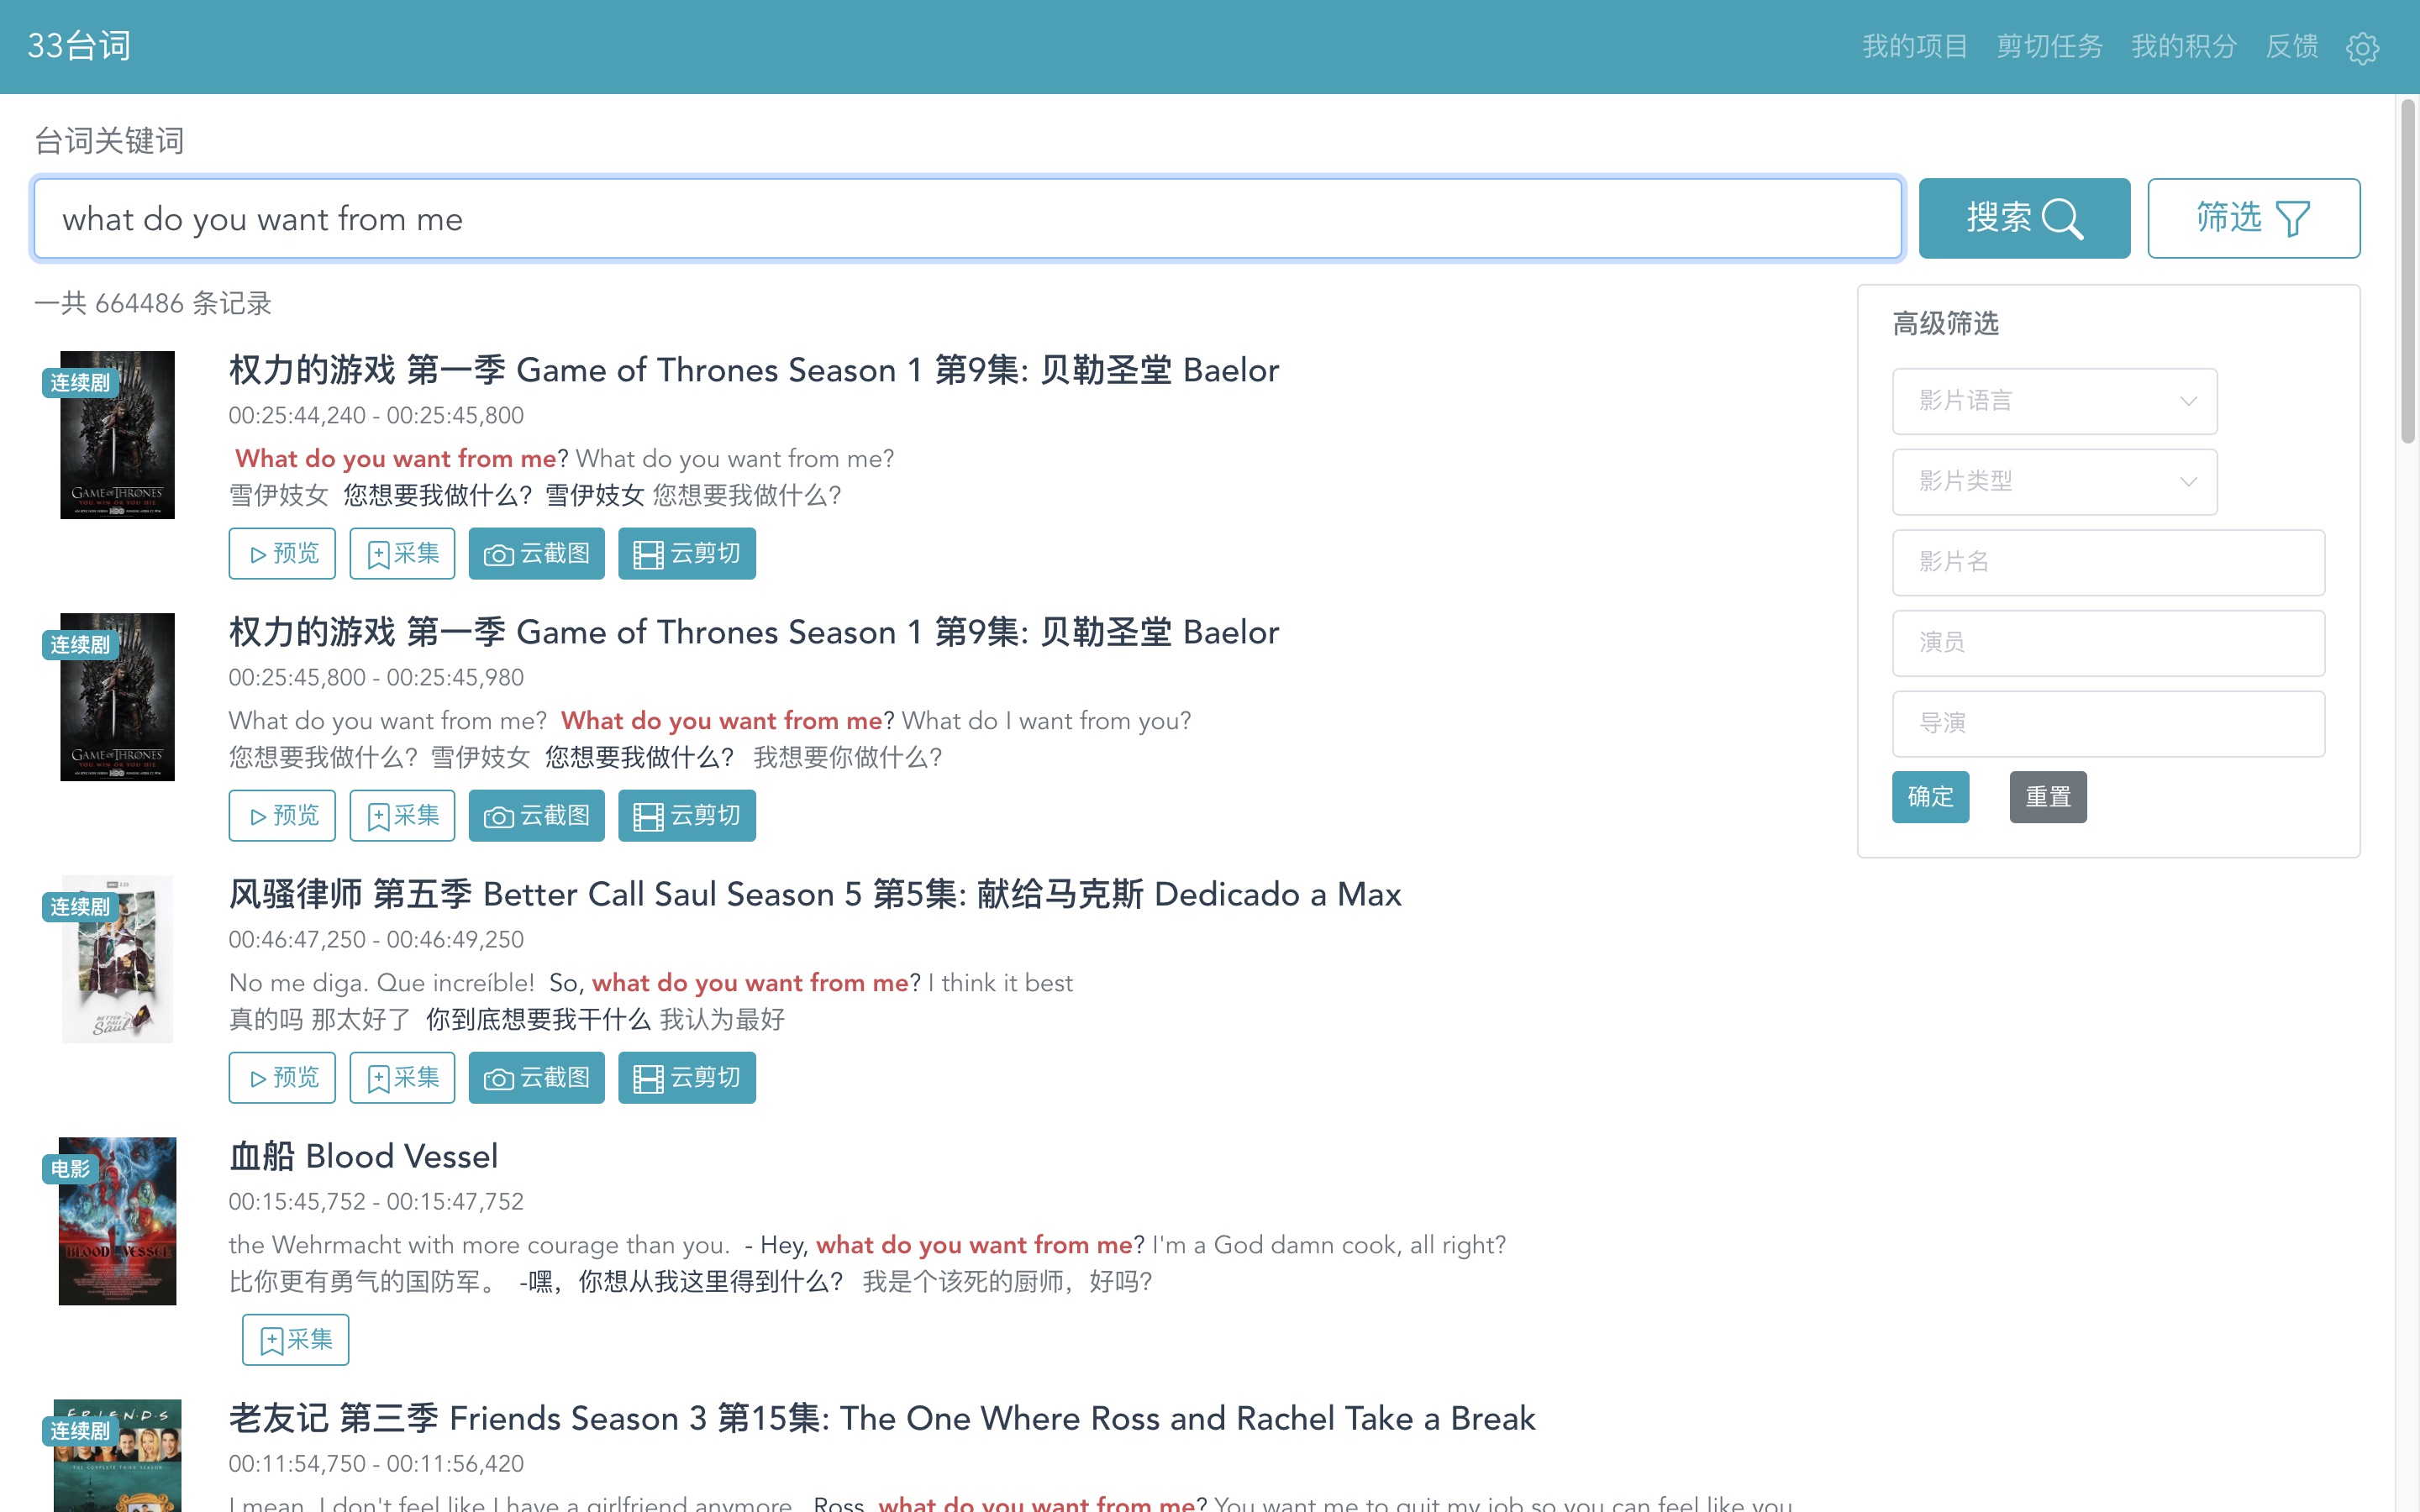 33台词
我的项目 剪切任务 我的积分 反馈
台词关键词
what do you want from me
搜索
筛选
一共 664486 条记录
连续剧
GAME OF THRONES
YOU WIN OR YOU DIE
权力的游戏 第一季 Game of Thrones Season 1 第9集: 贝勒圣堂 Baelor
00:25:44,240 - 00:25:45,800
What do you want from me? What do you want from me?
雪伊妓女 您想要我做什么? 雪伊妓女 您想要我做什么?
预览 采集 云截图 云剪切
连续剧
GAME OF THRONES
YOU WIN OR YOU DIE
权力的游戏 第一季 Game of Thrones Season 1 第9集: 贝勒圣堂 Baelor
00:25:45,800 - 00:25:45,980
What do you want from me? What do you want from me? What do I want from you?
您想要我做什么? 雪伊妓女 您想要我做什么? 我想要你做什么?
预览 采集 云截图 云剪切
连续剧
BETTER CALL Saul
风骚律师 第五季 Better Call Saul Season 5 第5集: 献给马克斯 Dedicado a Max
00:46:47,250 - 00:46:49,250
No me diga. Que increíble! So, what do you want from me? I think it best
真的吗 那太好了 你到底想要我干什么 我认为最好
预览 采集 云截图 云剪切
电影
BLOOD VESSEL
血船 Blood Vessel
00:15:45,752 - 00:15:47,752
the Wehrmacht with more courage than you. - Hey, what do you want from me? I'm a God damn cook, all right?
比你更有勇气的国防军。 -嘿，你想从我这里得到什么? 我是个该死的厨师，好吗?
采集
连续剧
F·R·I·E·N·D·S
THE COMPLETE THIRD SEASON
老友记 第三季 Friends Season 3 第15集: The One Where Ross and Rachel Take a Break
00:11:54,750 - 00:11:56,420
I mean, I don't feel like I have a girlfriend anymore. Ross, what do you want from me? You want me to quit my job so you can feel like you
高级筛选
影片语言
影片类型
影片名
演员
导演
确定 重置